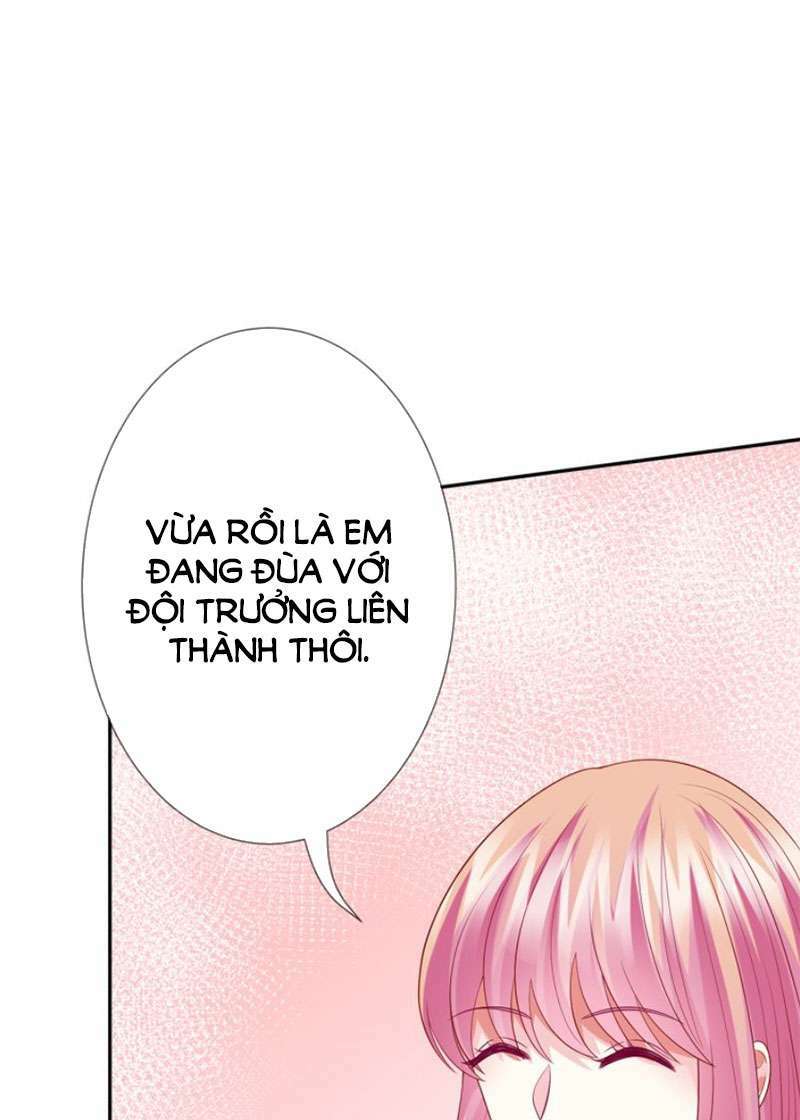 VỪA RỒI LÀ EM
ĐANG ĐÙA VỚI
ĐỘI TRƯỞNG LIÊN
THÀNH THÔI.